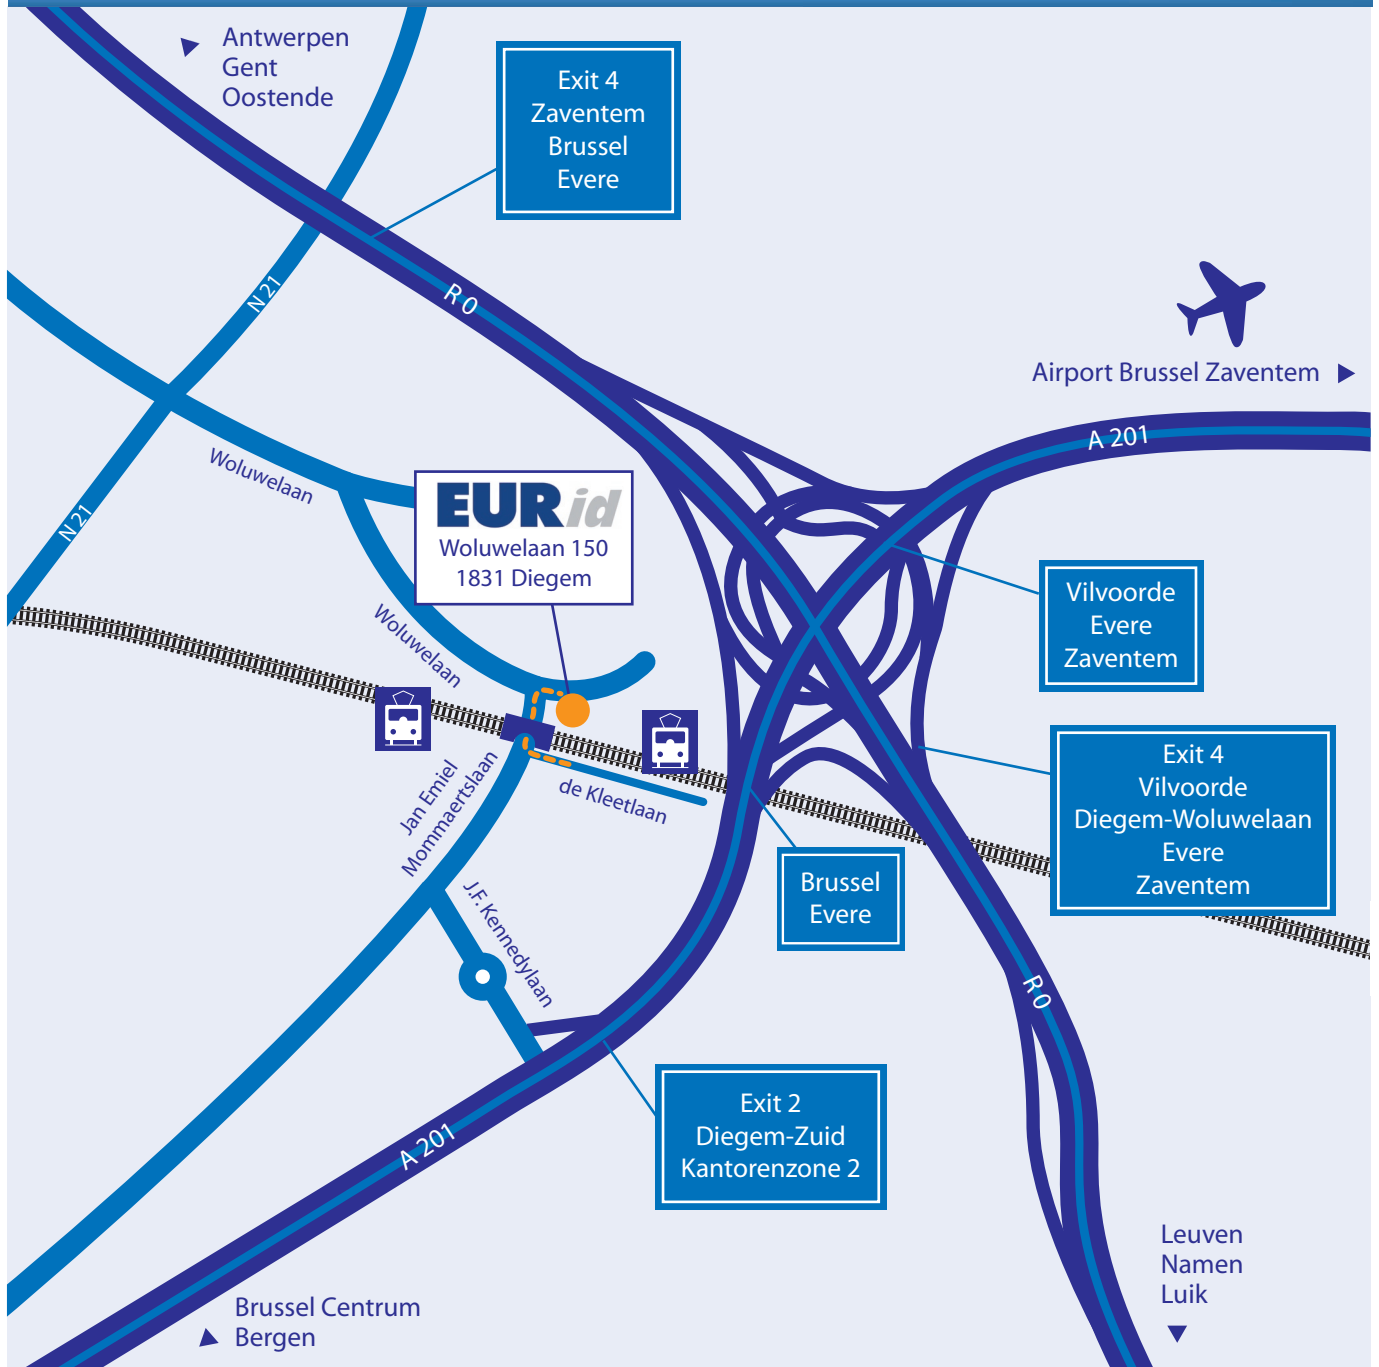 Antwerpen
Gent
Oostende
Exit 4
Zaventem
Brussel
Evere
N 21
R 0
Airport Brussel Zaventem
A 201
Woluwelaan
N 21
EURid
Woluwelaan 150
1831 Diegem
Vilvoorde
Evere
Zaventem
Woluwelaan
Jan Emiel
Mommaertslaan
de Kleetlaan
Exit 4
Vilvoorde
Diegem-Woluwelaan
Evere
Zaventem
Brussel
Evere
J.F. Kennedylaan
R 0
Exit 2
Diegem-Zuid
Kantorenzone 2
A 201
Leuven
Namen
Luik
Brussel Centrum
Bergen